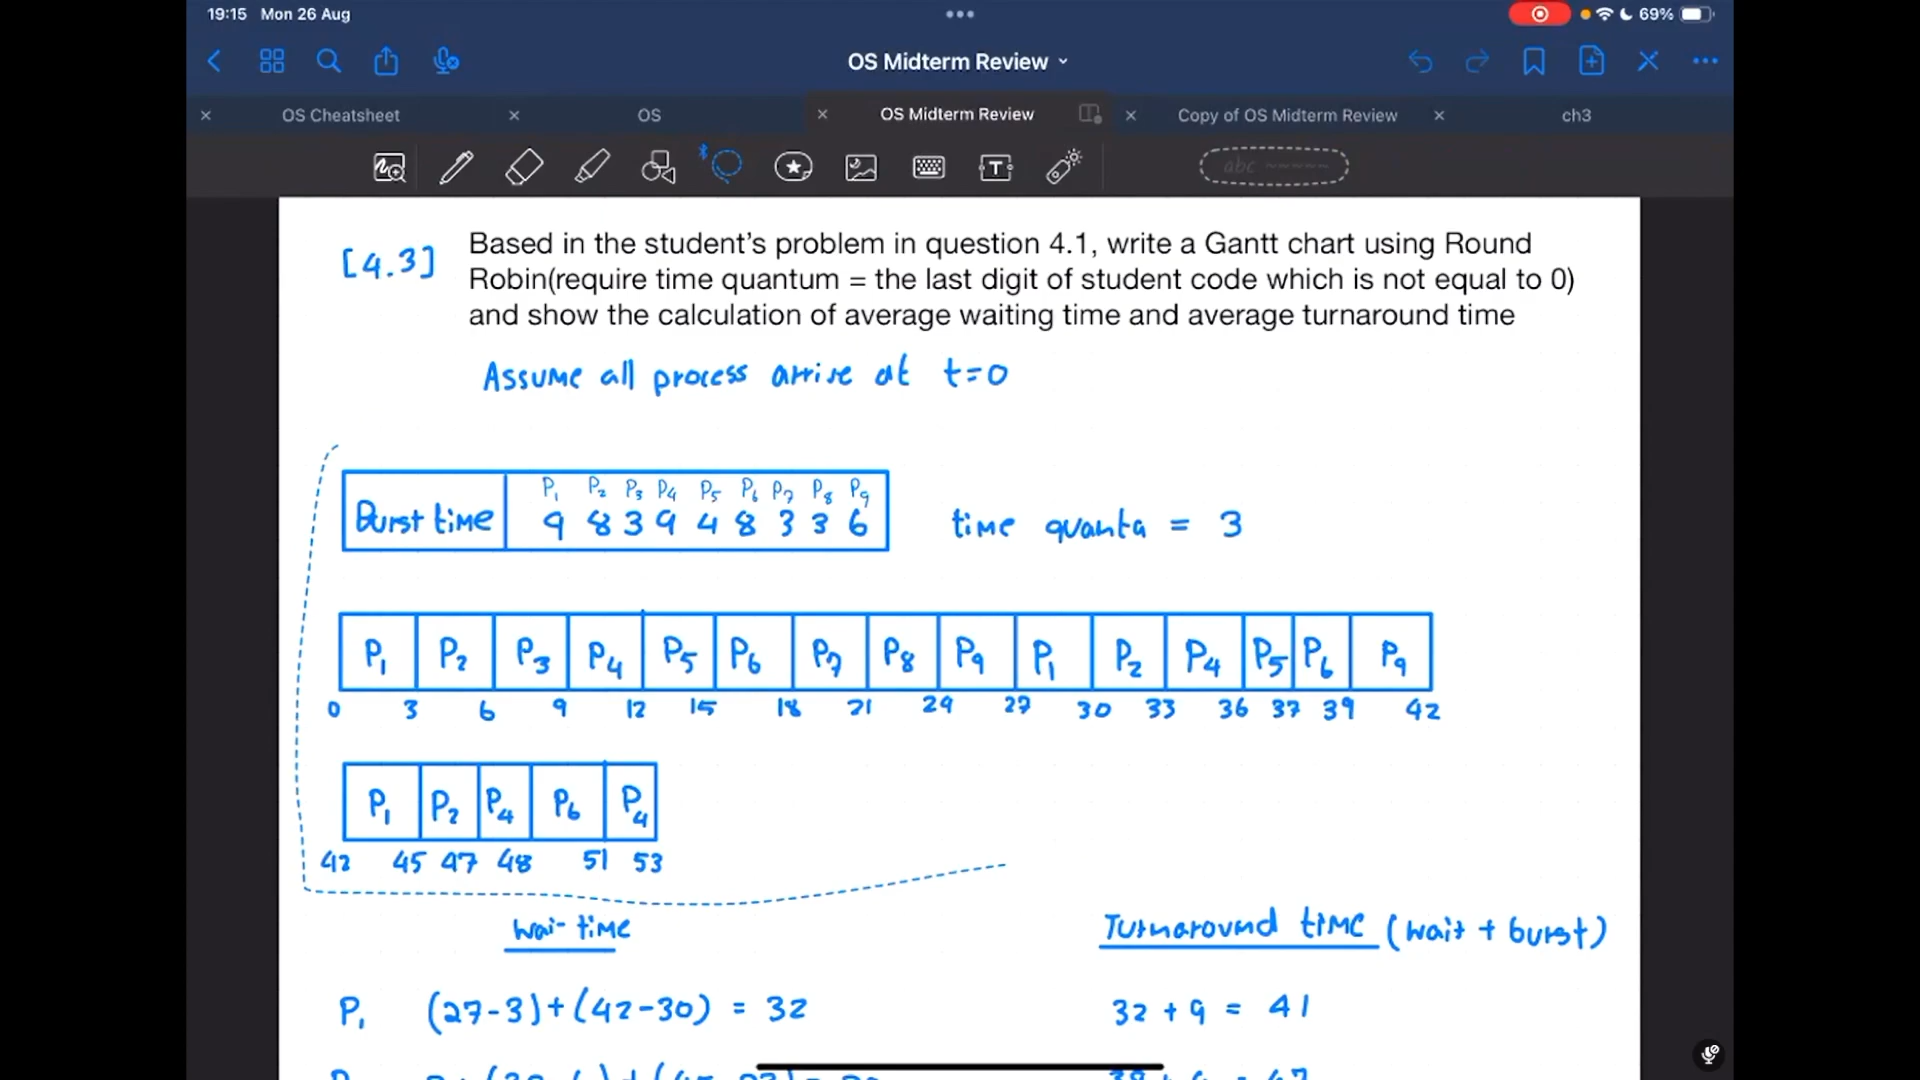 19:15 Mon 26 Aug
69%
OS Midterm Review
OS Cheatsheet
OS
OS Midterm Review
Copy of OS Midterm Review
ch3
abc
[4.3] Based in the student's problem in question 4.1, write a Gantt chart using Round
Robin(require time quantum = the last digit of student code which is not equal to 0)
and show the calculation of average waiting time and average turnaround time
Assume all process arrive at t=0
P1 P2 P3 P4 P5 P6 P7 P8 P9
Burst time 9 8 3 9 4 8 3 3 6 time quanta = 3
P1 P2 P3 P4 P5 P6 P7 P8 P9 P1 P2 P4 P5 P6 P9
0 3 6 9 12 15 18 21 24 27 30 33 36 37 39 42
P1 P2 P4 P6 P4
42 45 47 48 51 53
wai- time Turnaround time (wait + burst)
P1 (27-3)+(42-30) = 32 32 + 9 = 41